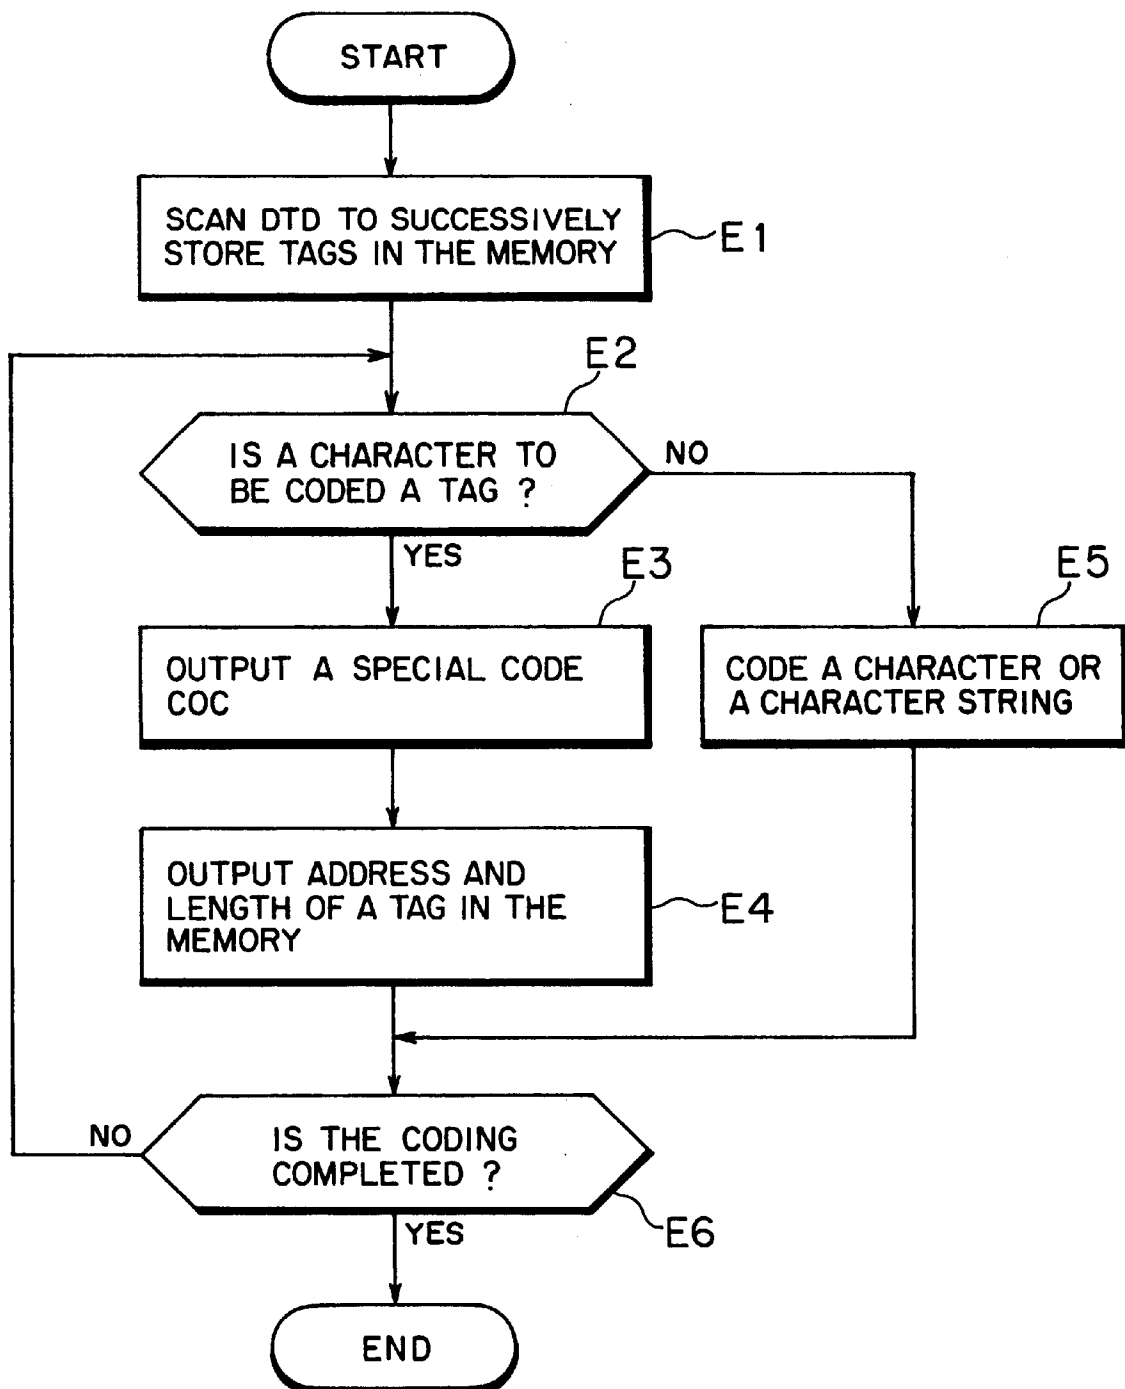 START
SCAN DTD TO SUCCESSIVELY
STORE TAGS IN THE MEMORY
E1
E2
IS A CHARACTER TO
BE CODED A TAG ?
NO
YES
E3
E5
OUTPUT A SPECIAL CODE
COC
CODE A CHARACTER OR
A CHARACTER STRING
OUTPUT ADDRESS AND
LENGTH OF A TAG IN THE
MEMORY
E4
NO
IS THE CODING
COMPLETED ?
YES
E6
END